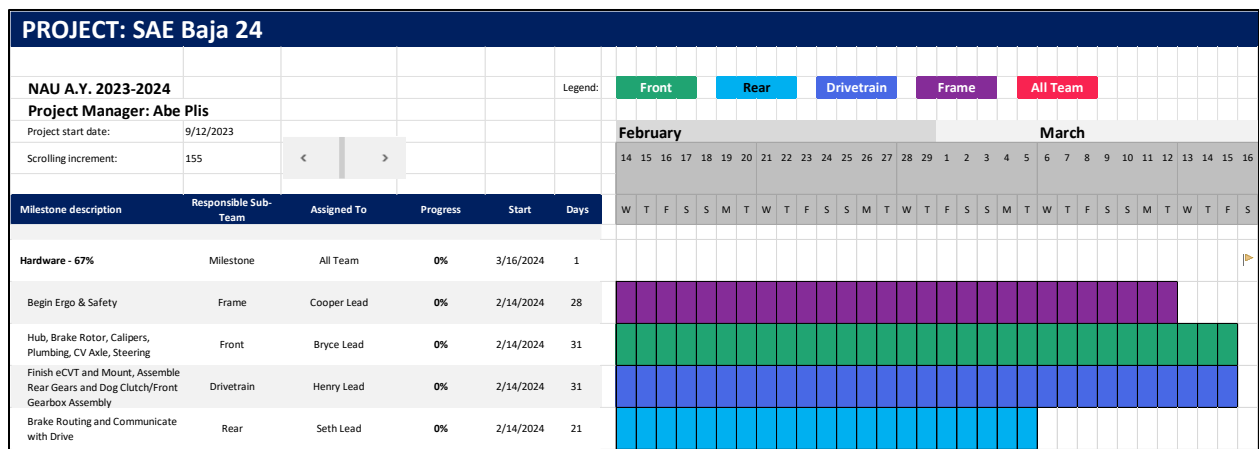 PROJECT: SAE Baja 24
NAU A.Y. 2023-2024
Legend: Front Rear Drivetrain Frame All Team
Project Manager: Abe Plis
Project start date: 9/12/2023
February March
Scrolling increment: 155
14 15 16 17 18 19 20 21 22 23 24 25 26 27 28 29 1 2 3 4 5 6 7 8 9 10 11 12 13 14 15 16
Milestone description Responsible Sub-Team Assigned To Progress Start Days W T F S S M T W T F S S M T W T F S S M T W T F S S M T W T F S
Hardware - 67% Milestone All Team 0% 3/16/2024 1
Begin Ergo & Safety Frame Cooper Lead 0% 2/14/2024 28
Hub, Brake Rotor, Calipers,
Plumbing, CV Axle, Steering Front Bryce Lead 0% 2/14/2024 31
Finish eCVT and Mount, Assemble
Rear Gears and Dog Clutch/Front
Gearbox Assembly Drivetrain Henry Lead 0% 2/14/2024 31
Brake Routing and Communicate
with Drive Rear Seth Lead 0% 2/14/2024 21